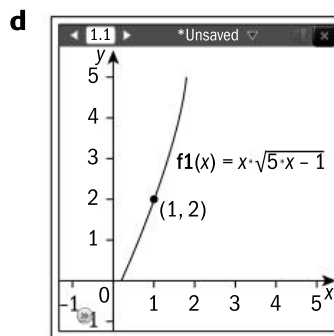 d
1.1 *Unsaved
y
5
4
3
2
1
f1(x) = x·√5·x – 1
(1, 2)
-1 0 1 2 3 4 5 x
-1